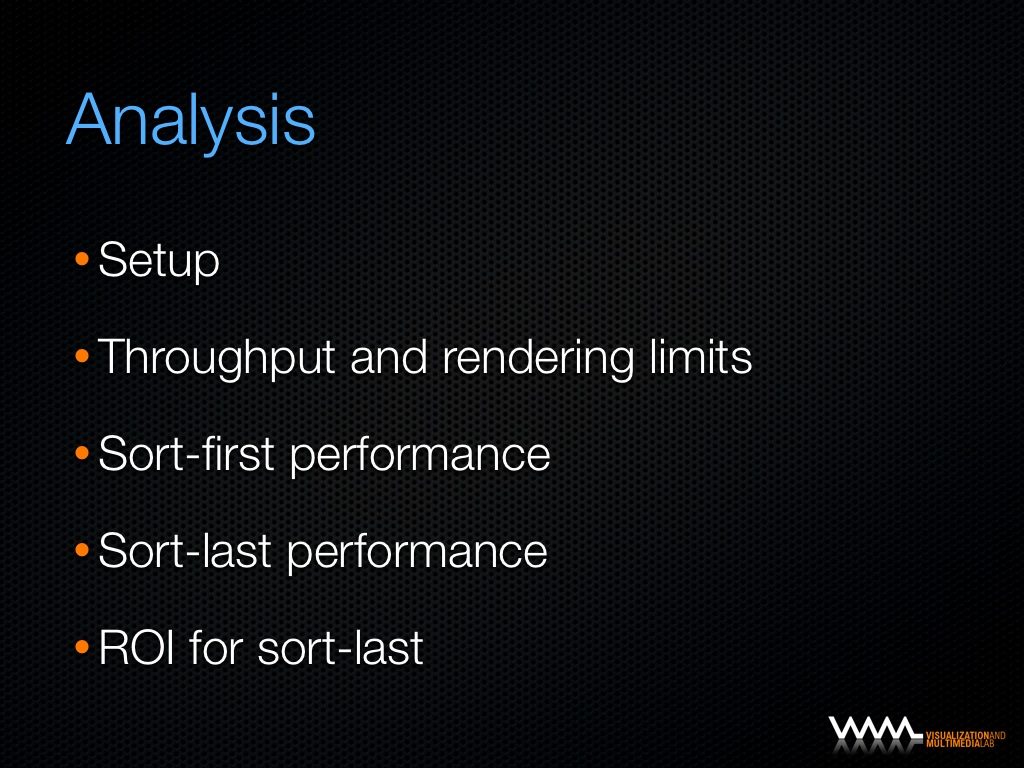 Analysis
• Setup
• Throughput and rendering limits
• Sort-first performance
• Sort-last performance
• ROI for sort-last
VISUALIZATIONAND
MULTIMEDIALAB